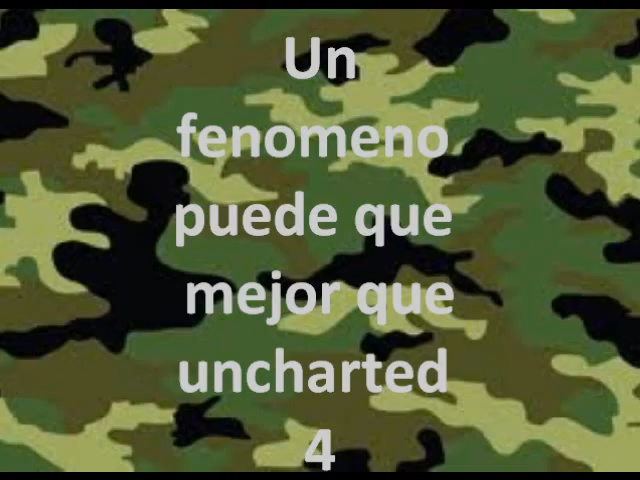 Un
fenomeno
puede que
mejor que
uncharted
4